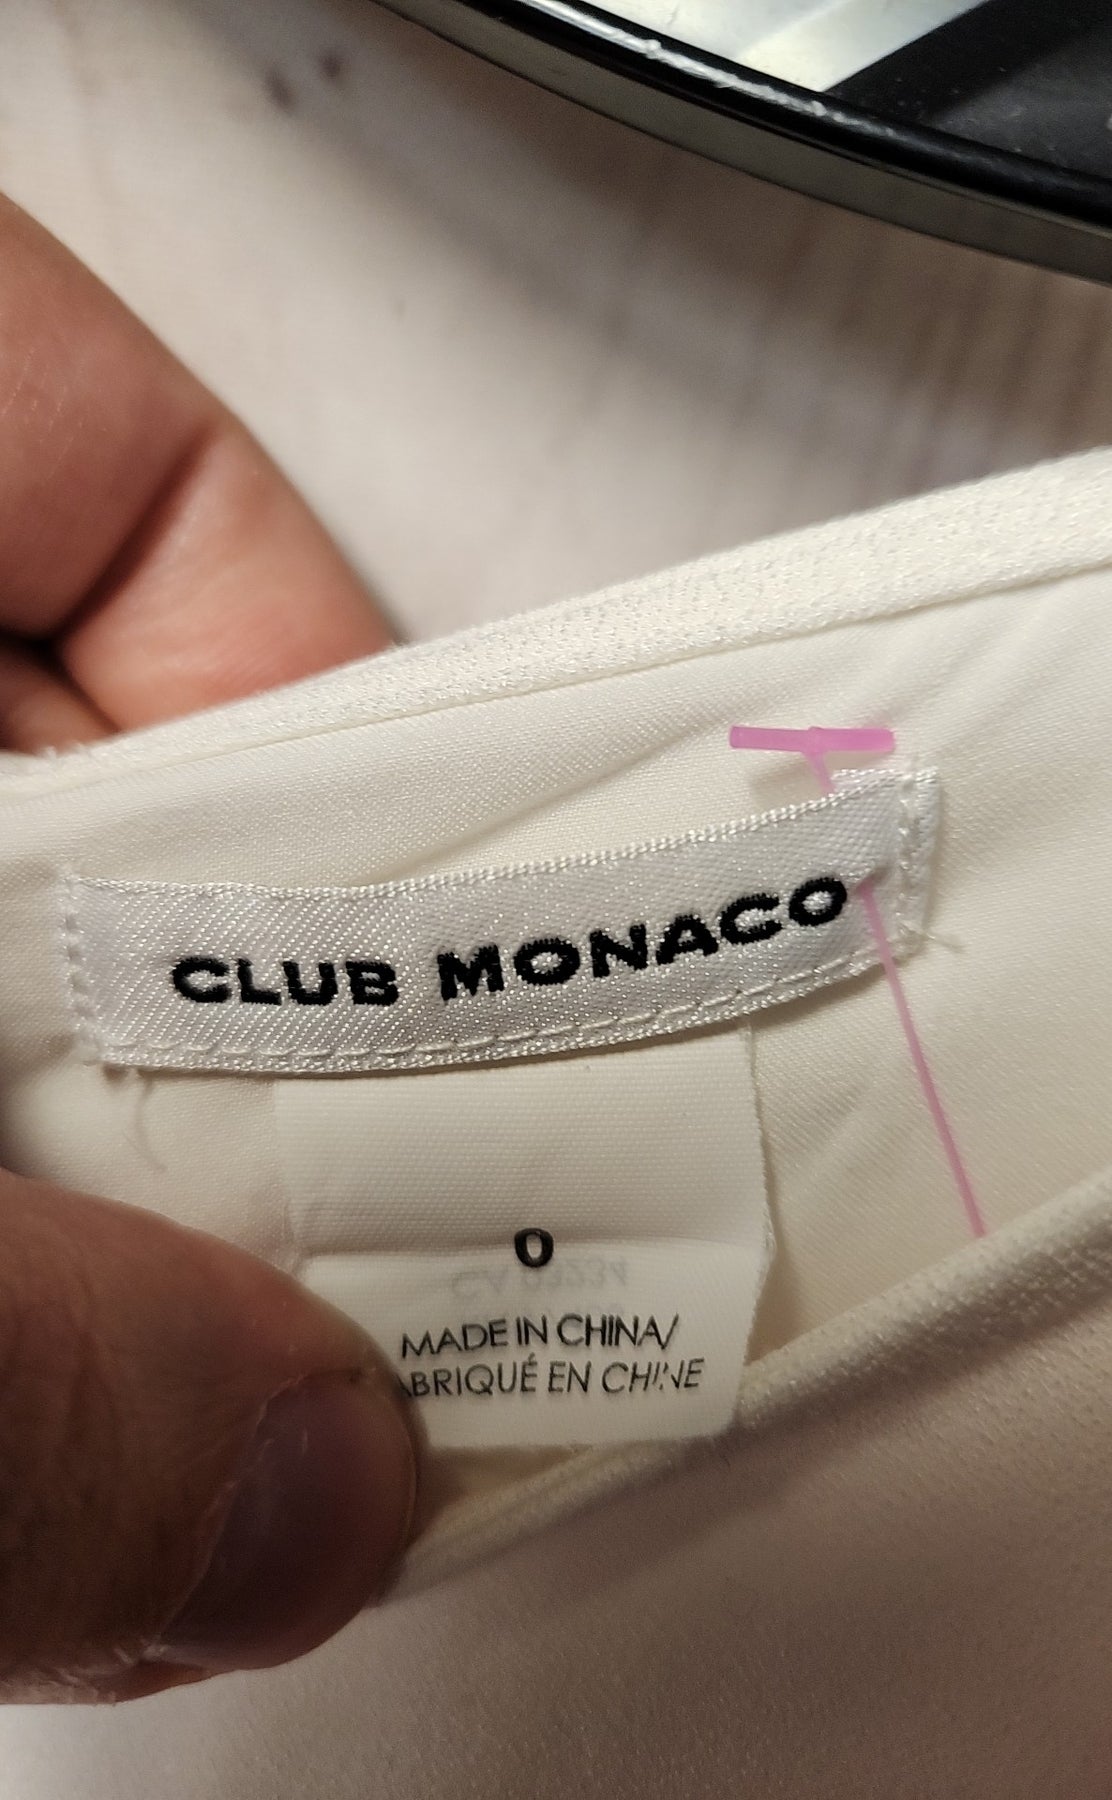 CLUB MONACO
0
MADE IN CHINA/
ABRIQUÉ EN CHINE